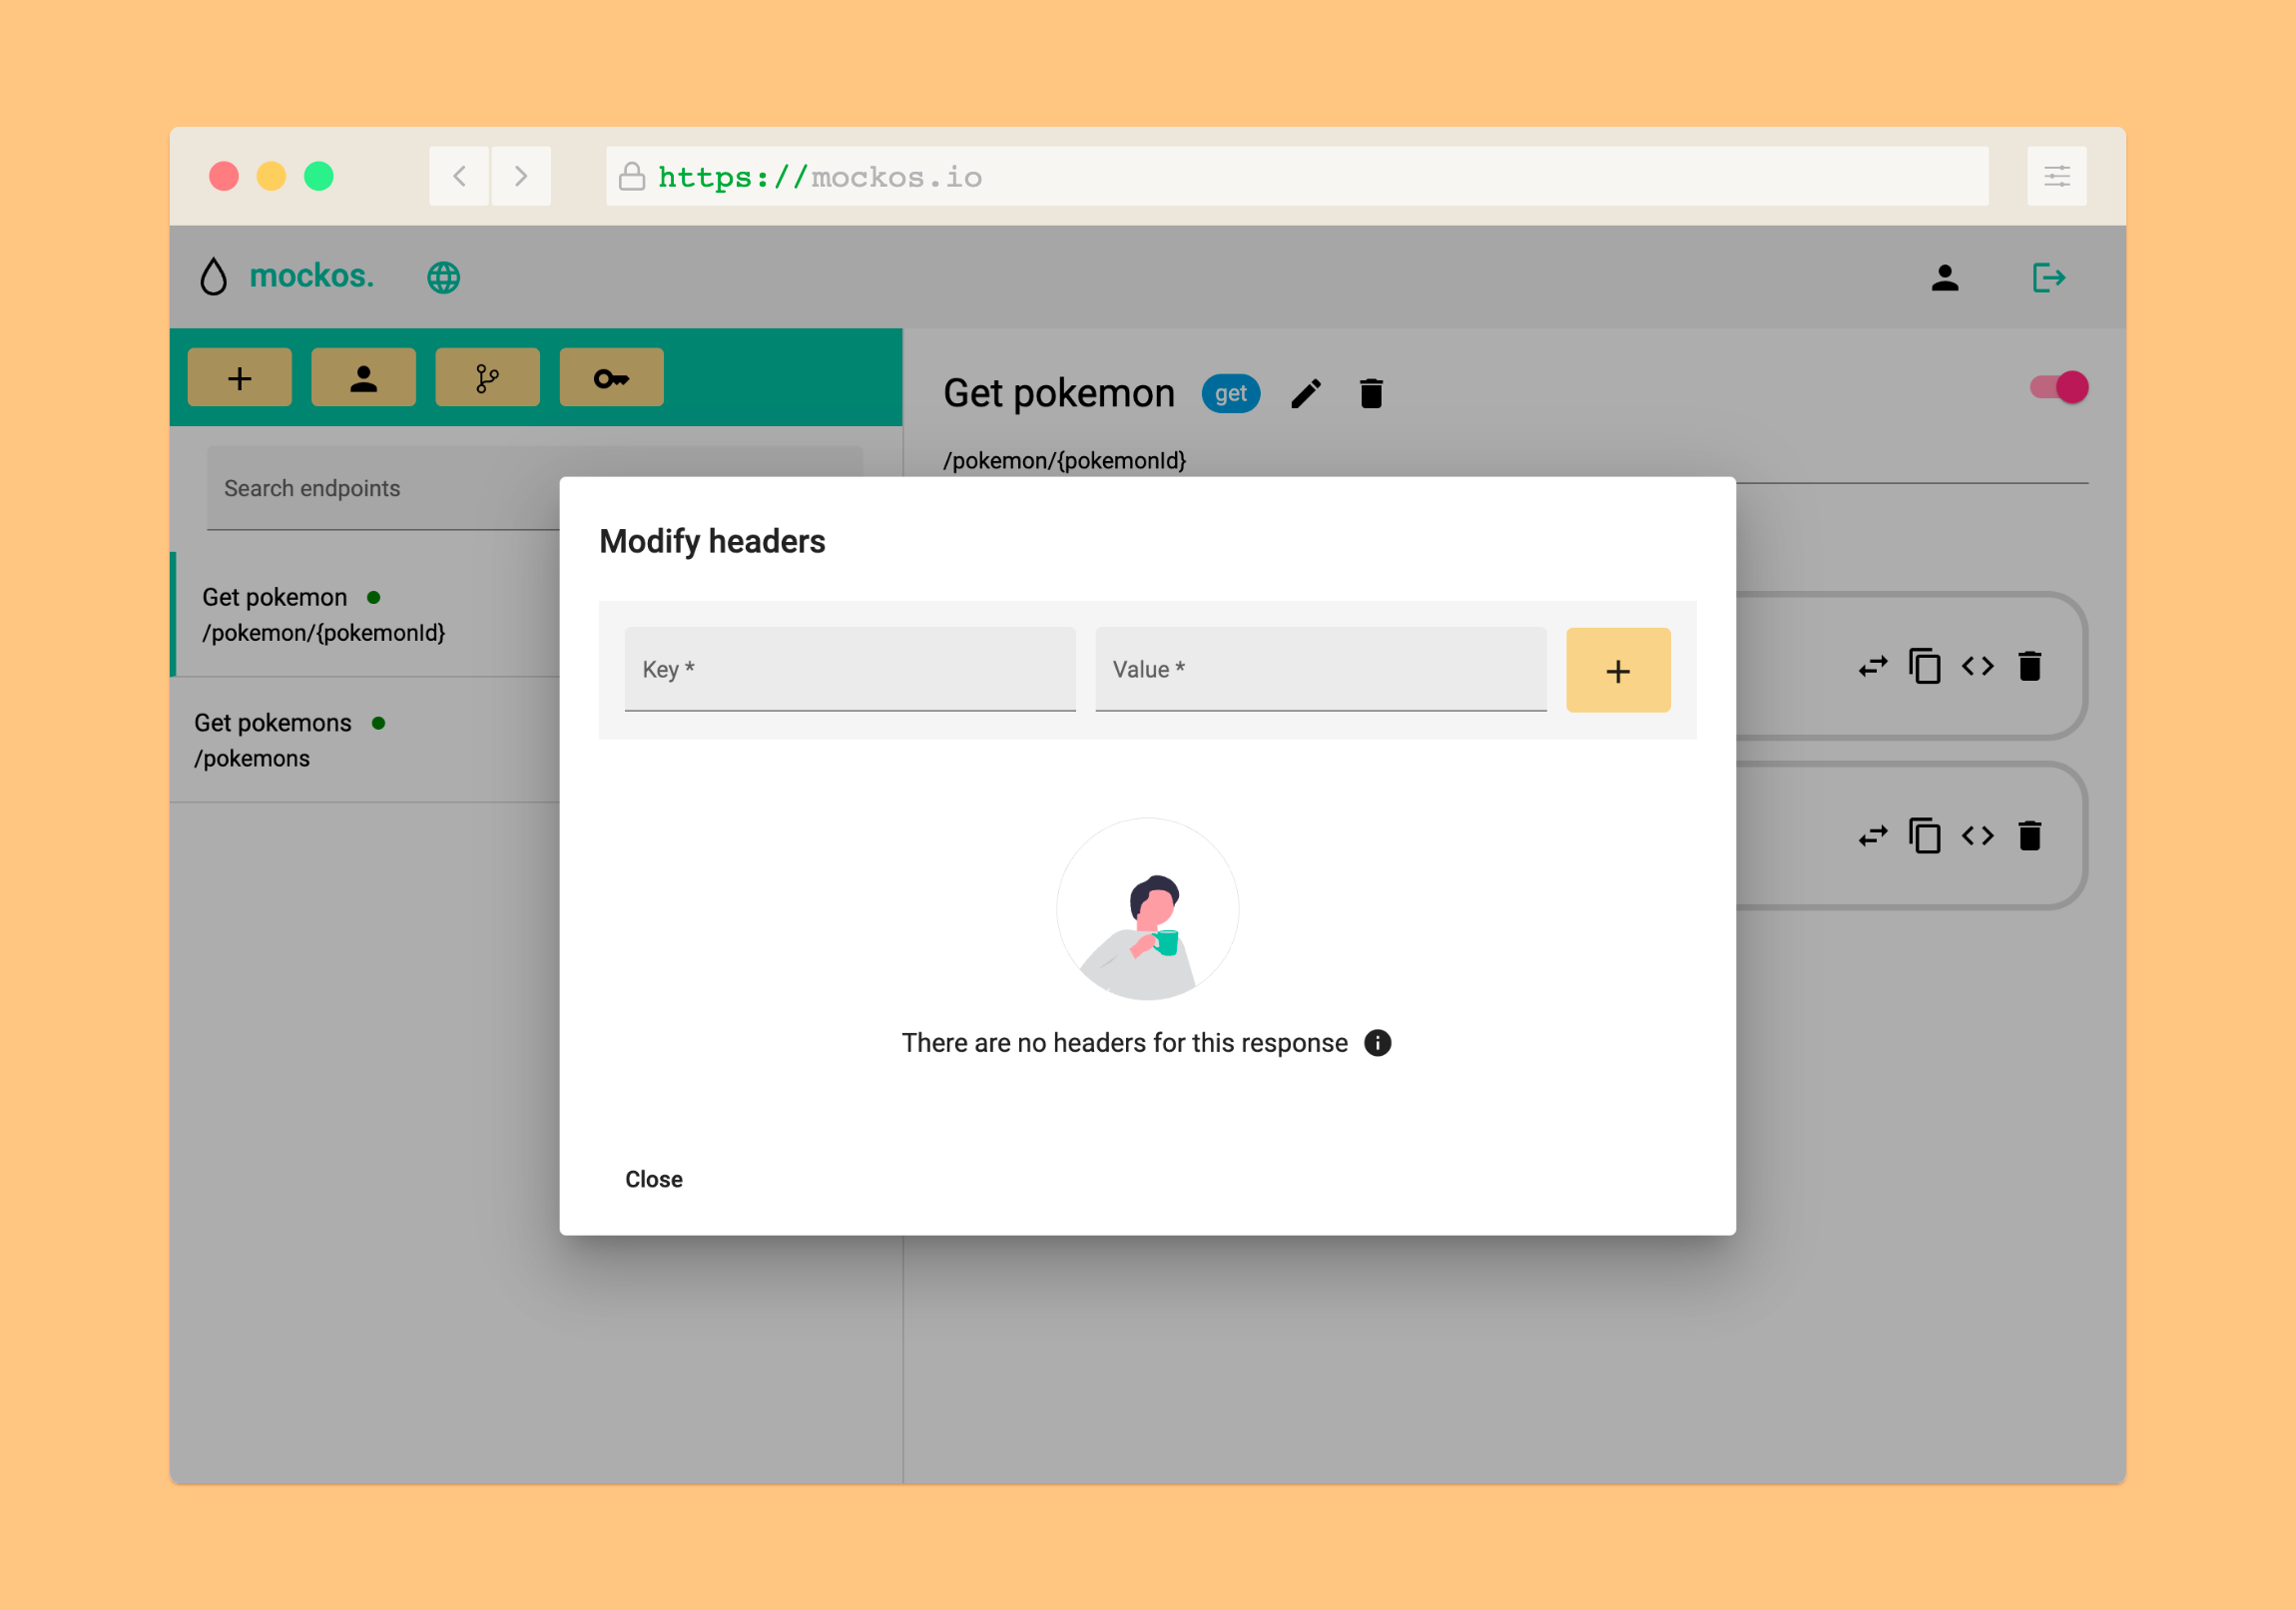 https://mockos.io
mockos.
Get pokemon get
/pokemon/{pokemonId}
Search endpoints
Get pokemon
/pokemon/{pokemonId}
Get pokemons
/pokemons
Modify headers
Key *
Value *
There are no headers for this response
Close